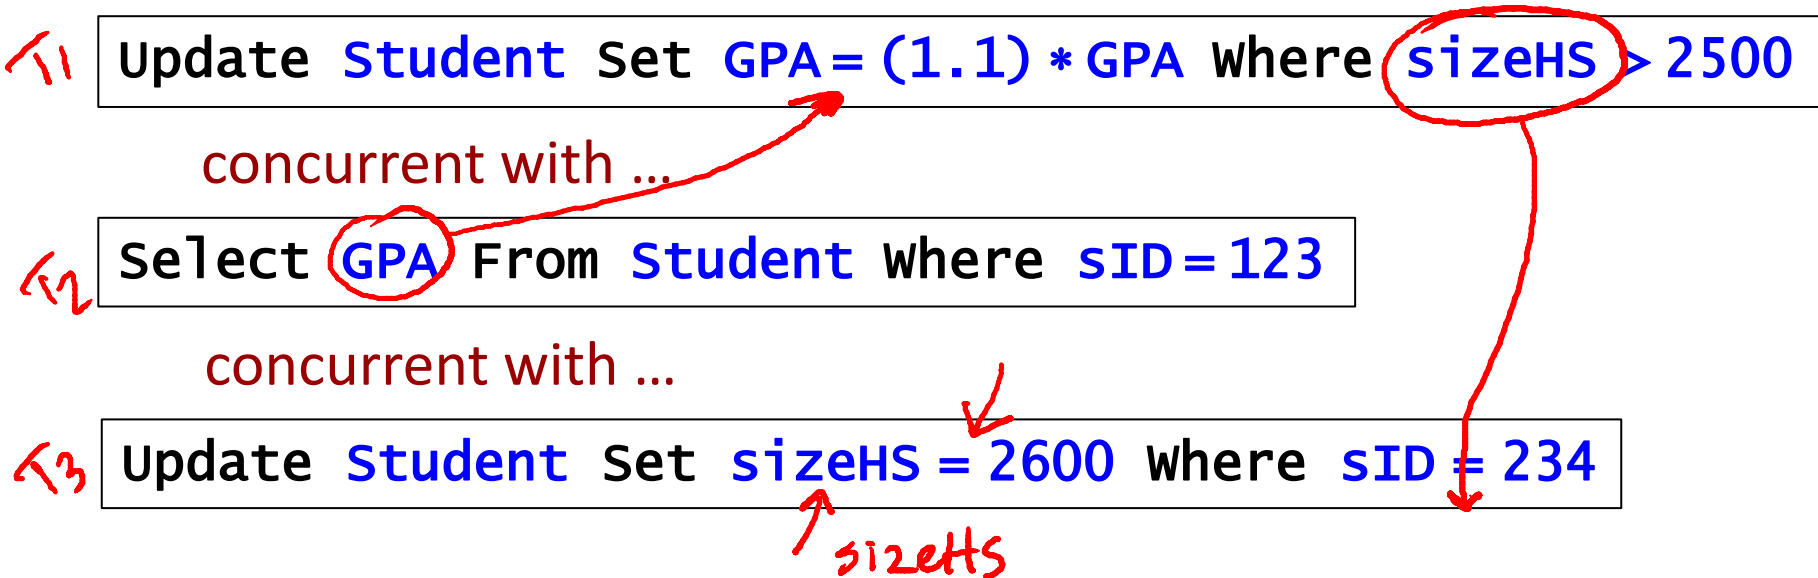 T1 Update Student Set GPA = (1.1) * GPA Where sizeHS > 2500
concurrent with ...
T2 Select GPA From Student Where sID = 123
concurrent with ...
T3 Update Student Set sizeHS = 2600 Where sID = 234
sizeHS